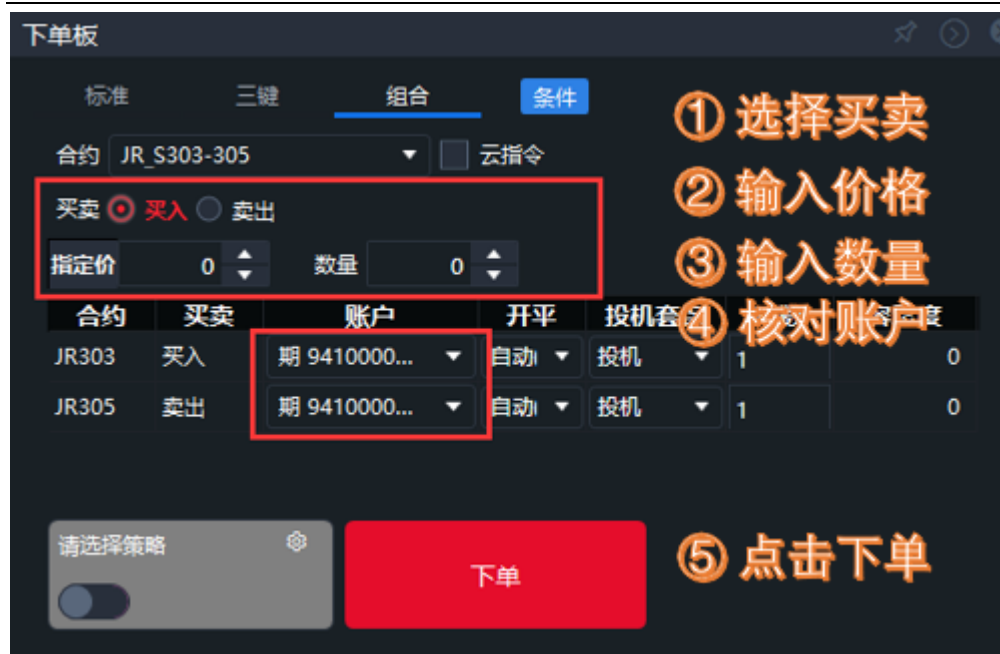 下单板
标准 三键 组合 条件
① 选择买卖
合约 JR_S303-305 云指令
② 输入价格
买卖 买入 卖出
指定价 0 数量 0
③ 输入数量
合约 买卖 账户 开平 投机套
④ 核对账户
JR303 买入 期 9410000... 自动 投机 1 0
JR305 卖出 期 9410000... 自动 投机 1 0
请选择策略
下单
⑤ 点击下单